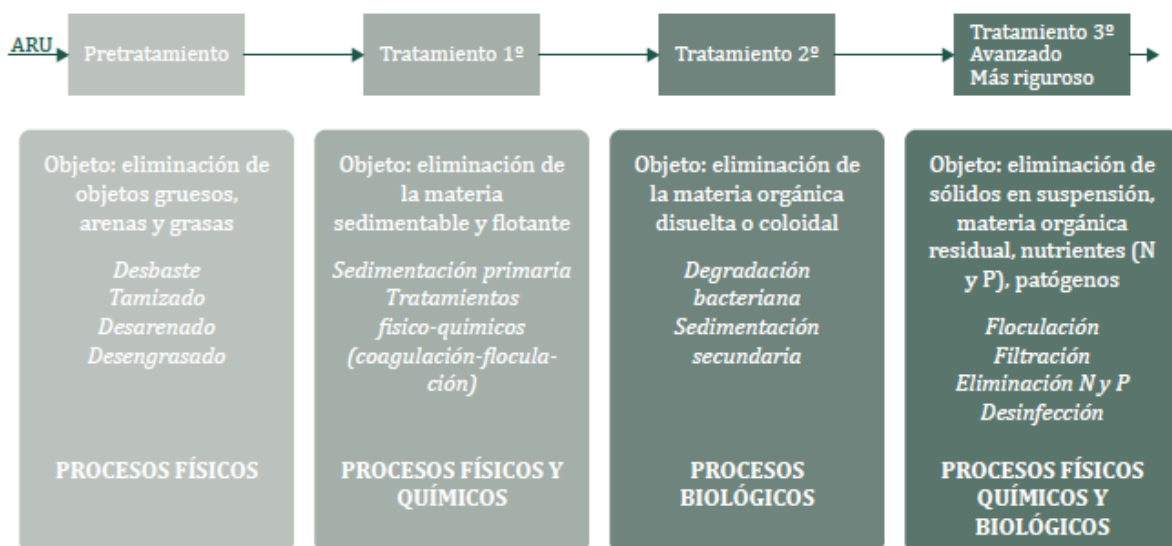 ARU
Pretratamiento
Tratamiento 1º
Tratamiento 2º
Tratamiento 3º
Avanzado
Más riguroso
Objeto: eliminación de
objetos gruesos,
arenas y grasas
Desbaste
Tamizado
Desarenado
Desengrasado
PROCESOS FÍSICOS
Objeto: eliminación de
la materia
sedimentable y flotante
Sedimentación primaria
Tratamientos
fisico-quimicos
(coagulación-flocula-
ción)
PROCESOS FÍSICOS Y
QUÍMICOS
Objeto: eliminación de
la materia orgánica
disuelta o coloidal
Degradación
bacteriana
Sedimentación
secundaria
PROCESOS
BIOLÓGICOS
Objeto: eliminación de
sólidos en suspensión,
materia orgánica
residual, nutrientes (N
y P), patógenos
Floculación
Filtración
Eliminación N y P
Desinfección
PROCESOS FÍSICOS
QUÍMICOS Y
BIOLÓGICOS